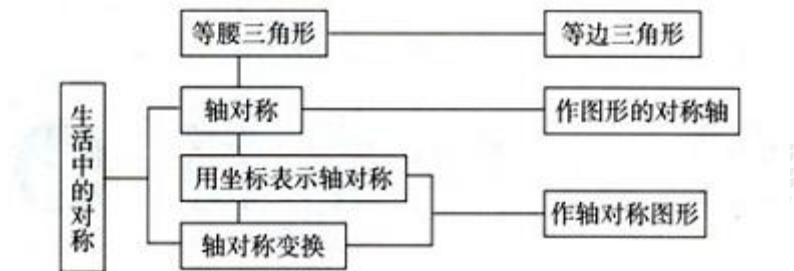 等腰三角形
等边三角形
生活中的对称
轴对称
作图形的对称轴
用坐标表示轴对称
作轴对称图形
轴对称变换